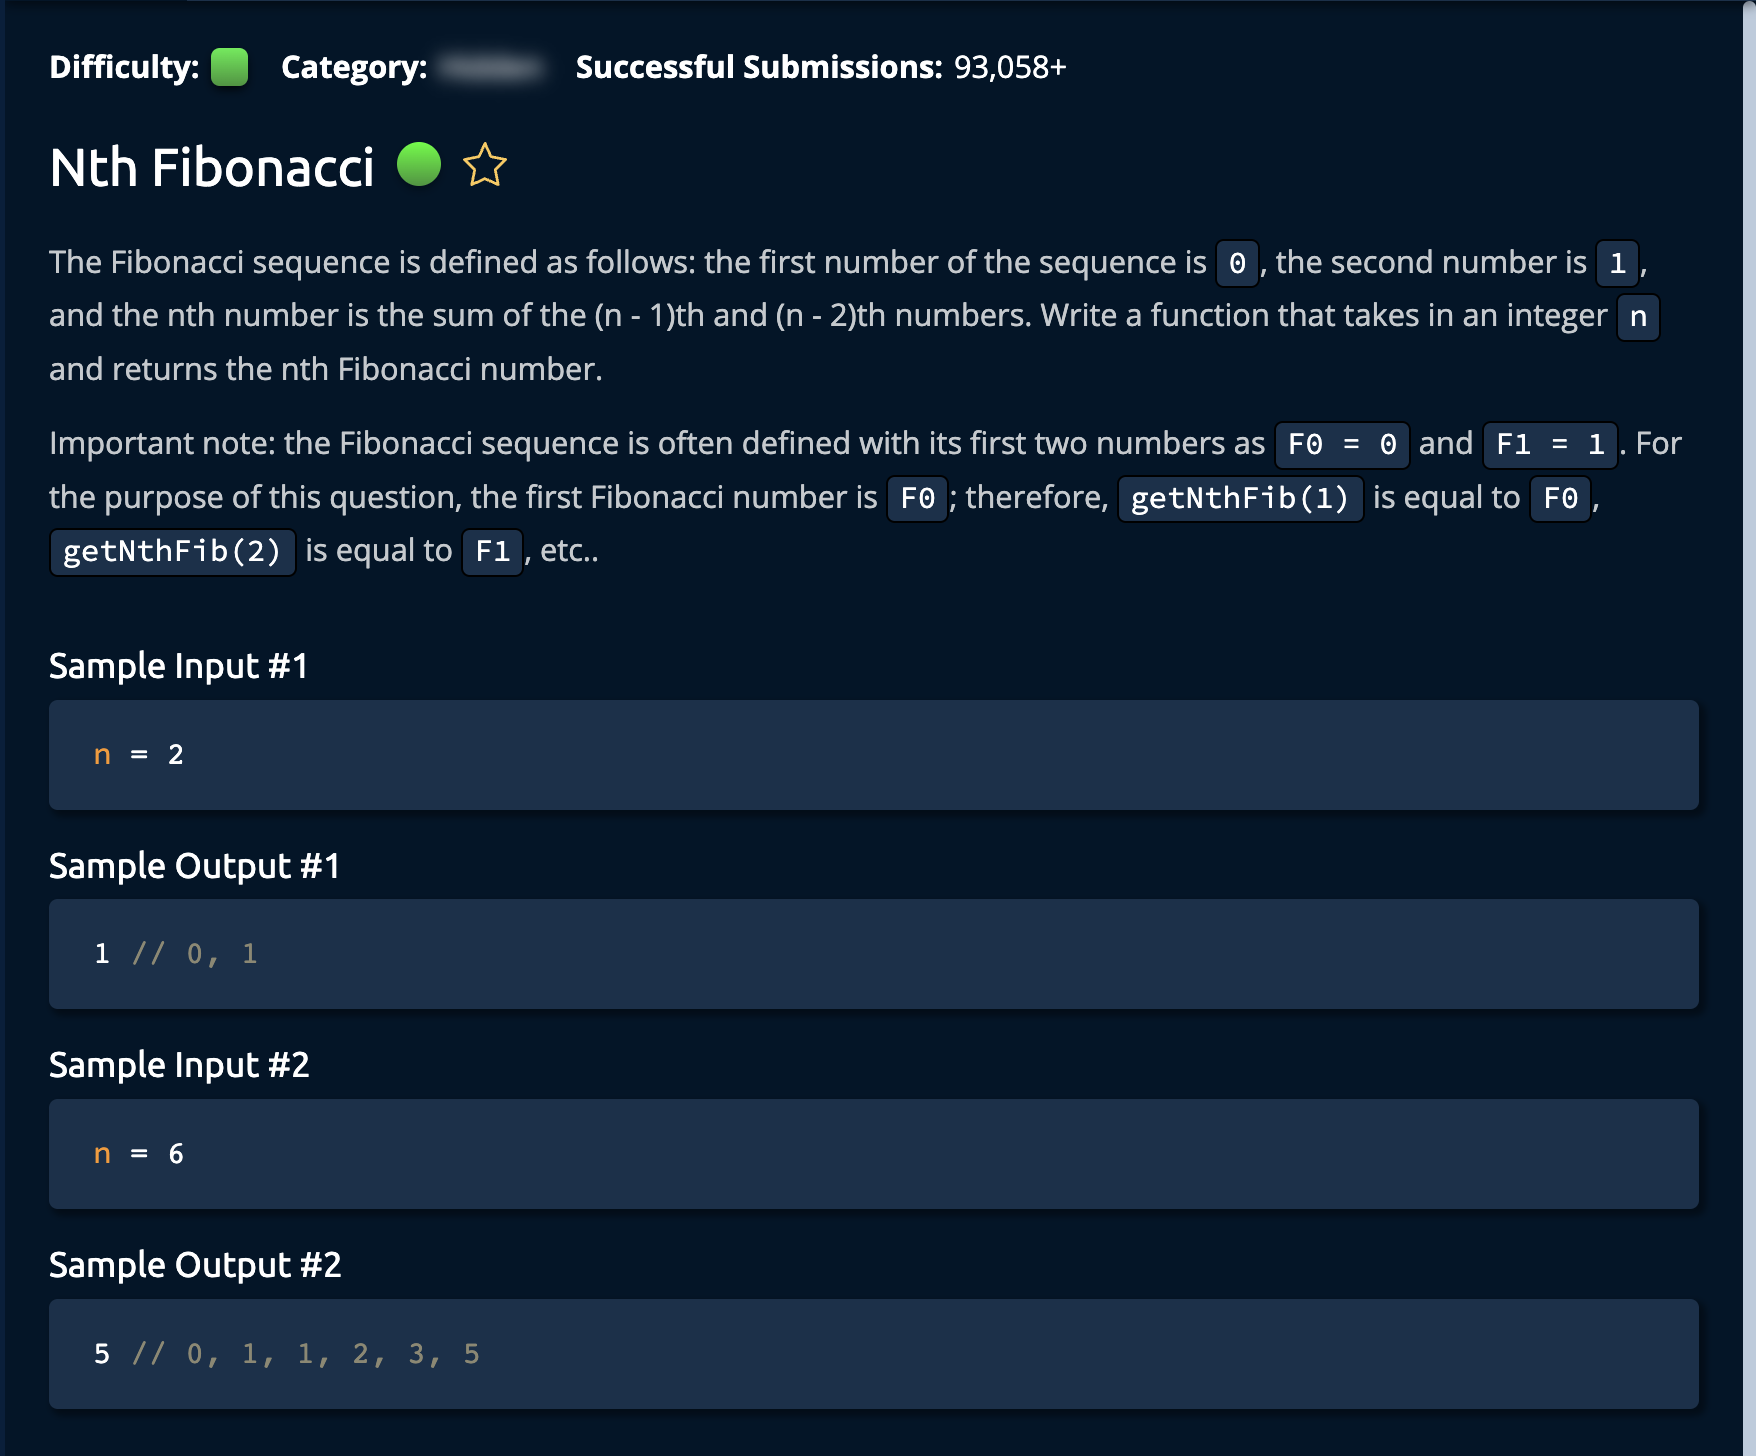 Difficulty: Category: Successful Submissions: 93,058+
Nth Fibonacci
The Fibonacci sequence is defined as follows: the first number of the sequence is 0, the second number is 1,
and the nth number is the sum of the (n - 1)th and (n - 2)th numbers. Write a function that takes in an integer n
and returns the nth Fibonacci number.
Important note: the Fibonacci sequence is often defined with its first two numbers as F0 = 0 and F1 = 1. For
the purpose of this question, the first Fibonacci number is F0; therefore, getNthFib(1) is equal to F0,
getNthFib(2) is equal to F1, etc..
Sample Input #1
n = 2
Sample Output #1
1 // 0, 1
Sample Input #2
n = 6
Sample Output #2
5 // 0, 1, 1, 2, 3, 5